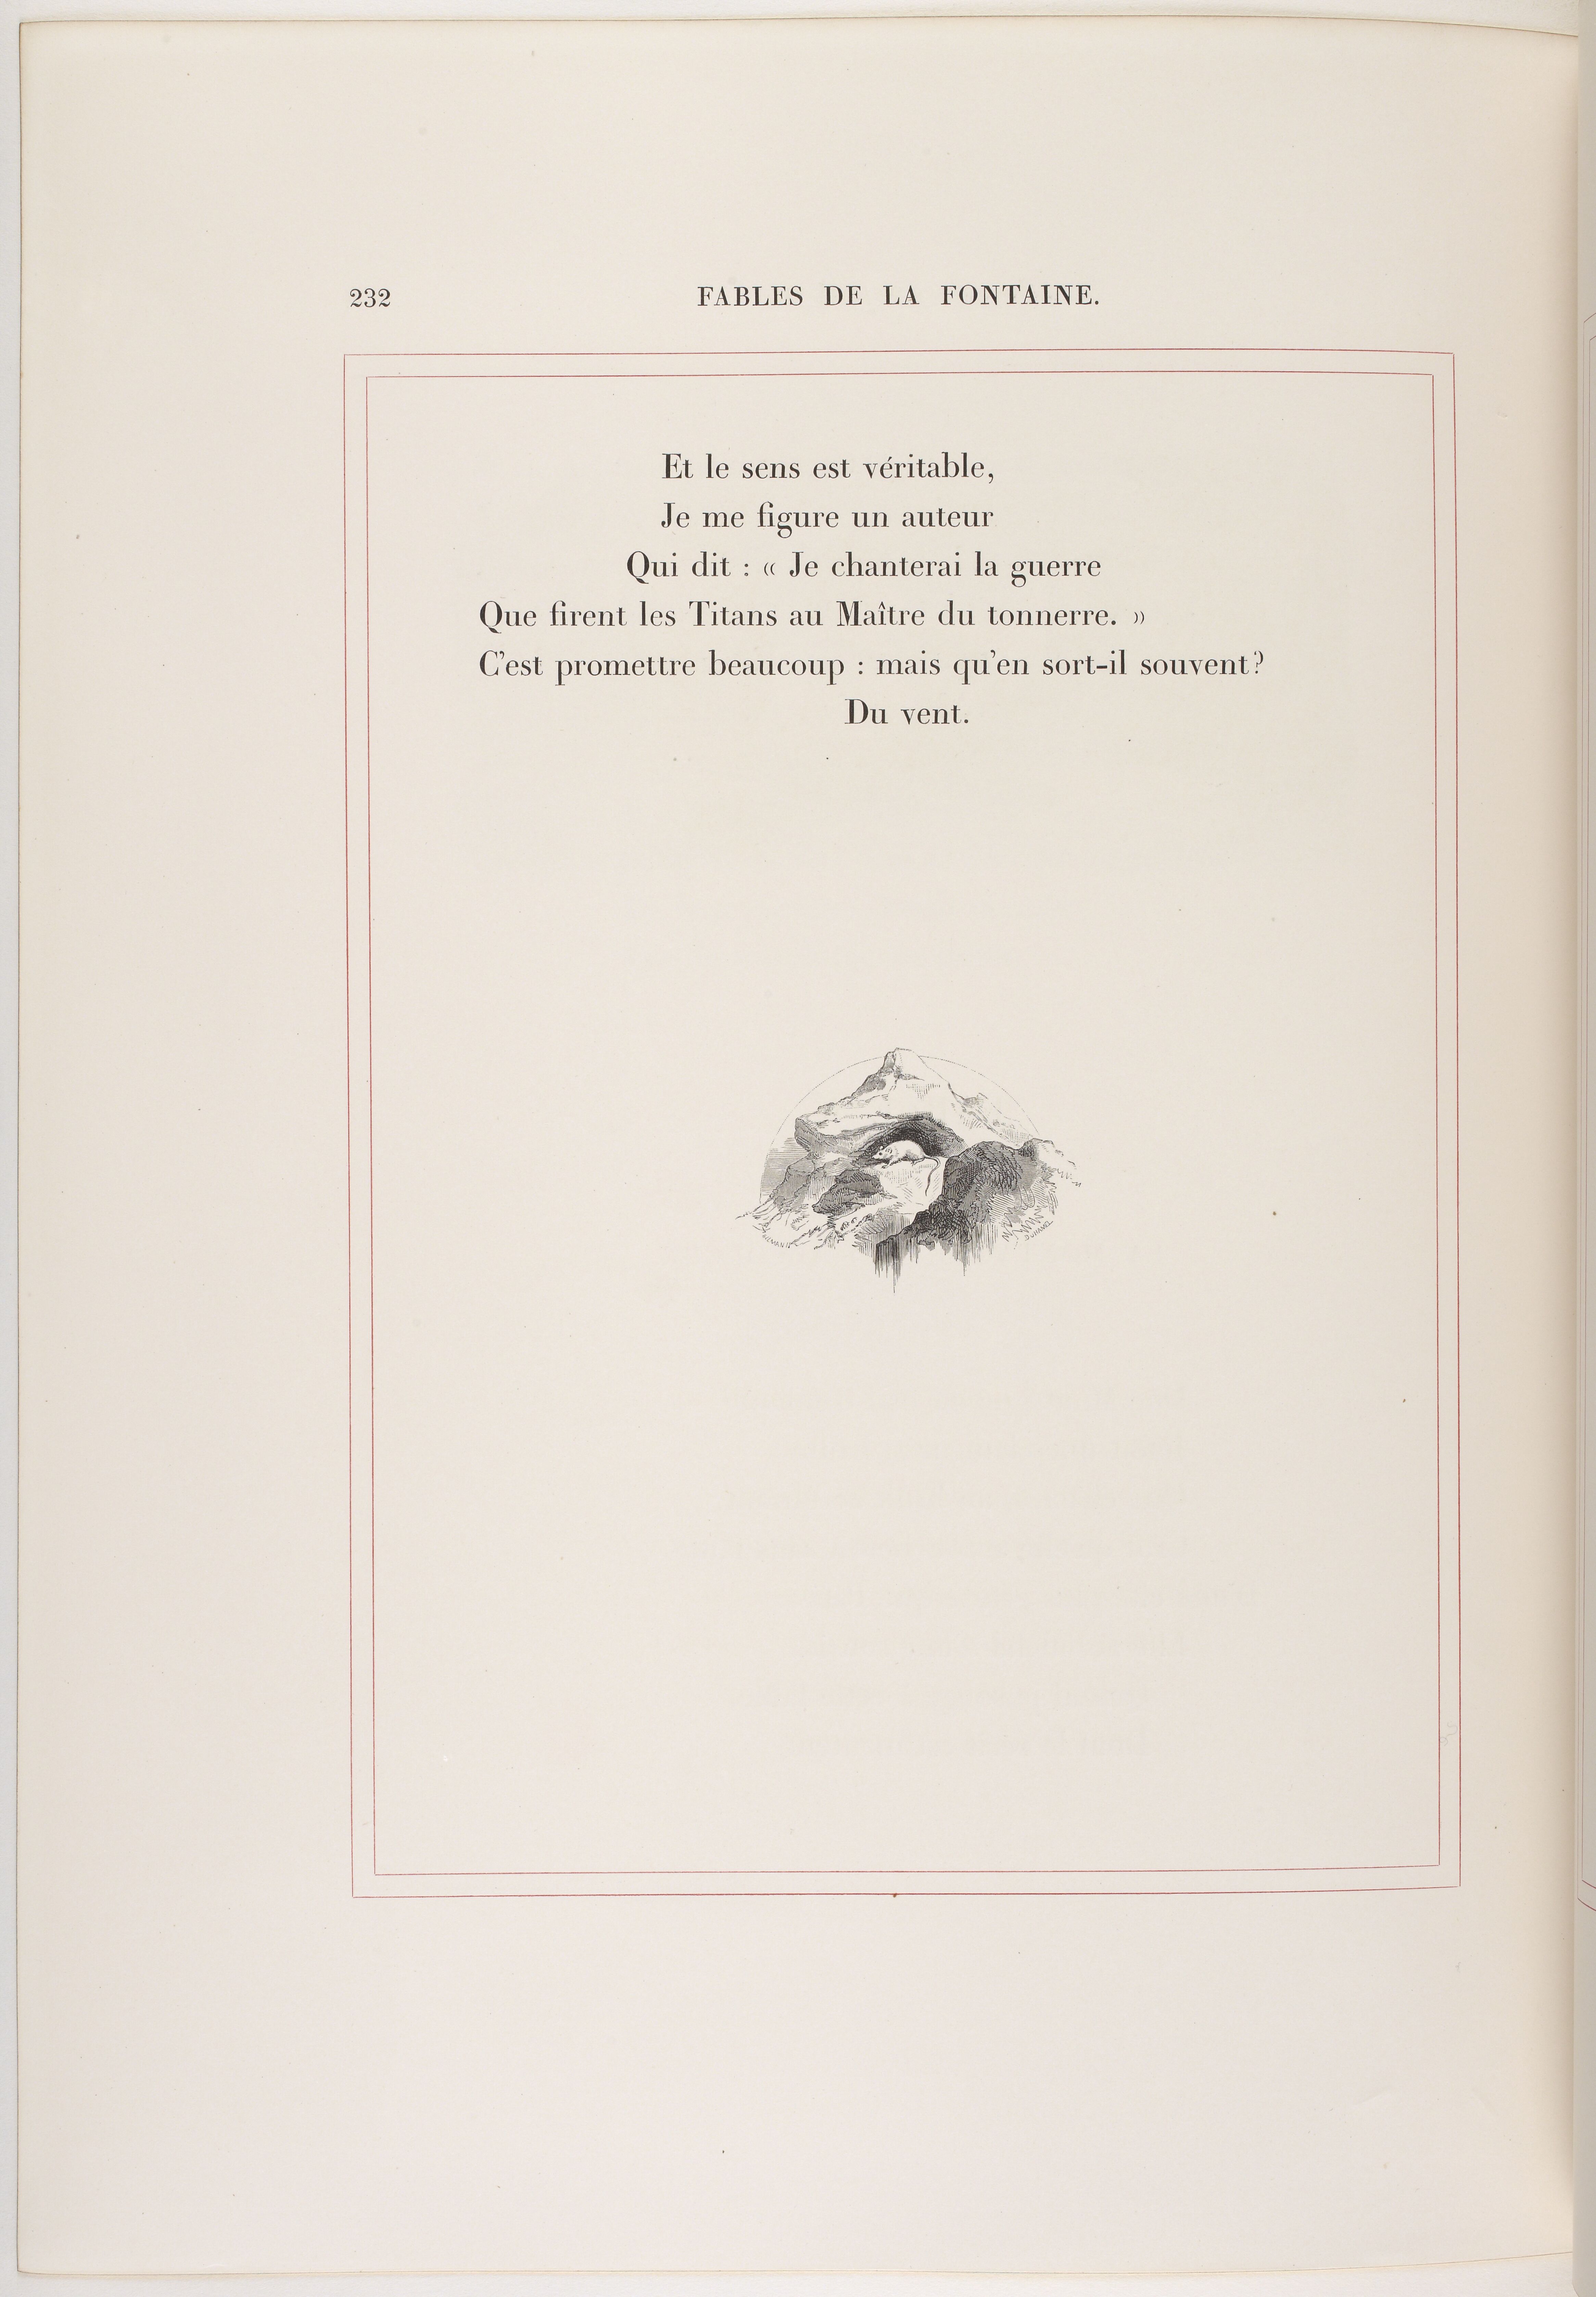 232
FABLES DE LA FONTAINE.
Et le sens est véritable,
Je me figure un auteur
Qui dit : « Je chanterai la guerre
Que firent les Titans au Maître du tonnerre. »
C'est promettre beaucoup : mais qu'en sort-il souvent?
Du vent.